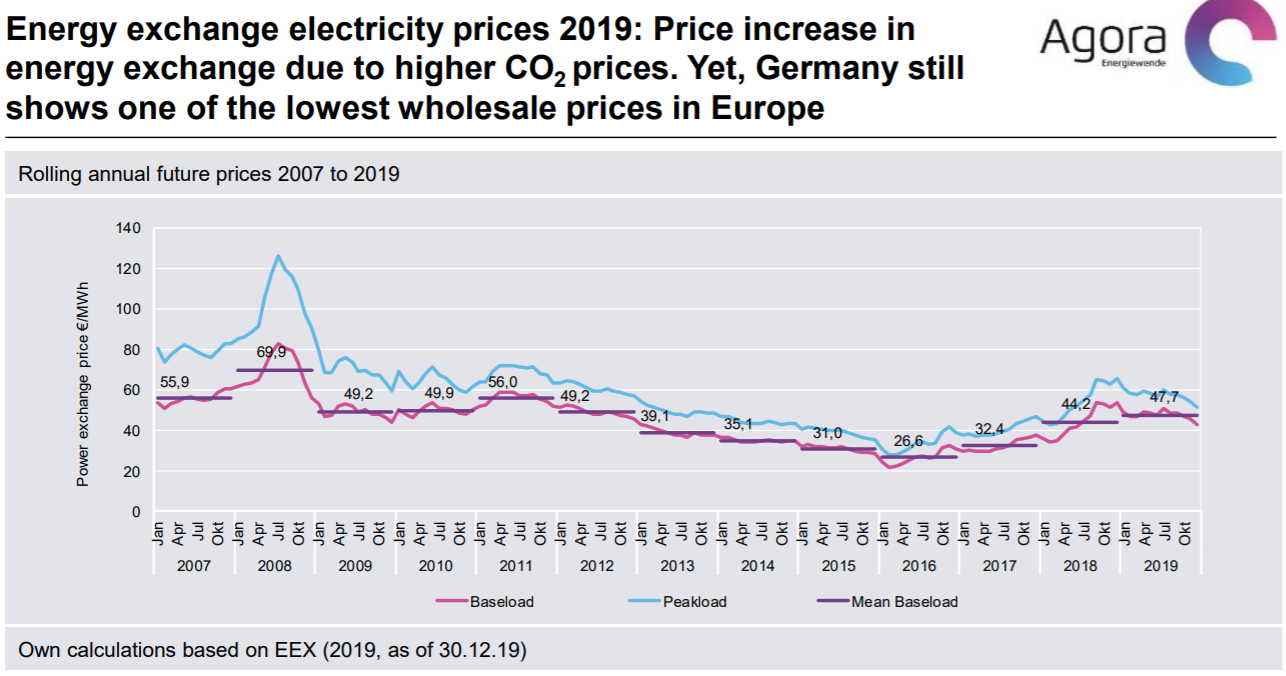 Energy exchange electricity prices 2019: Price increase in
energy exchange due to higher CO2 prices. Yet, Germany still
shows one of the lowest wholesale prices in Europe
Agora
Energiewende
Rolling annual future prices 2007 to 2019
Power exchange price €/MWh
140
120
100
80
60
40
20
0
55,9
69,9
49,2
49,9
56,0
49,2
39,1
35,1
31,0
26,6
32,4
44,2
47,7
Jan Apr Jul Okt Jan Apr Jul Okt Jan Apr Jul Okt Jan Apr Jul Okt Jan Apr Jul Okt Jan Apr Jul Okt Jan Apr Jul Okt Jan Apr Jul Okt Jan Apr Jul Okt Jan Apr Jul Okt Jan Apr Jul Okt Jan Apr Jul Okt Jan Apr Jul Okt
2007 2008 2009 2010 2011 2012 2013 2014 2015 2016 2017 2018 2019
Baseload Peakload Mean Baseload
Own calculations based on EEX (2019, as of 30.12.19)